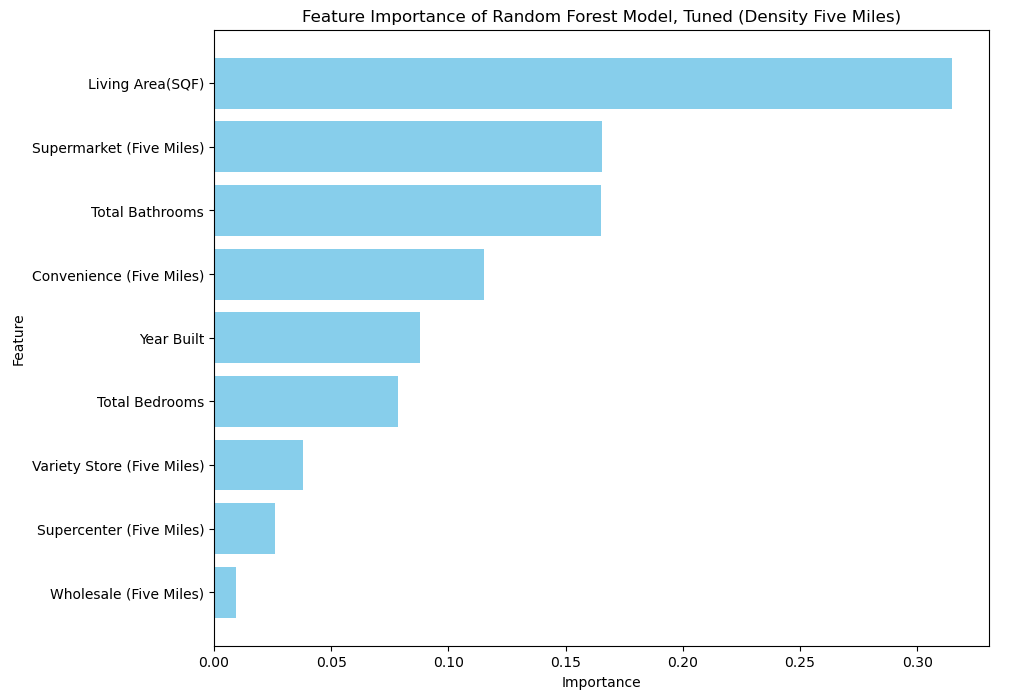 Feature Importance of Random Forest Model, Tuned (Density Five Miles)
Living Area(SQF)
Supermarket (Five Miles)
Total Bathrooms
Convenience (Five Miles)
Year Built
Total Bedrooms
Variety Store (Five Miles)
Supercenter (Five Miles)
Wholesale (Five Miles)
Feature
0.00 0.05 0.10 0.15 0.20 0.25 0.30
Importance